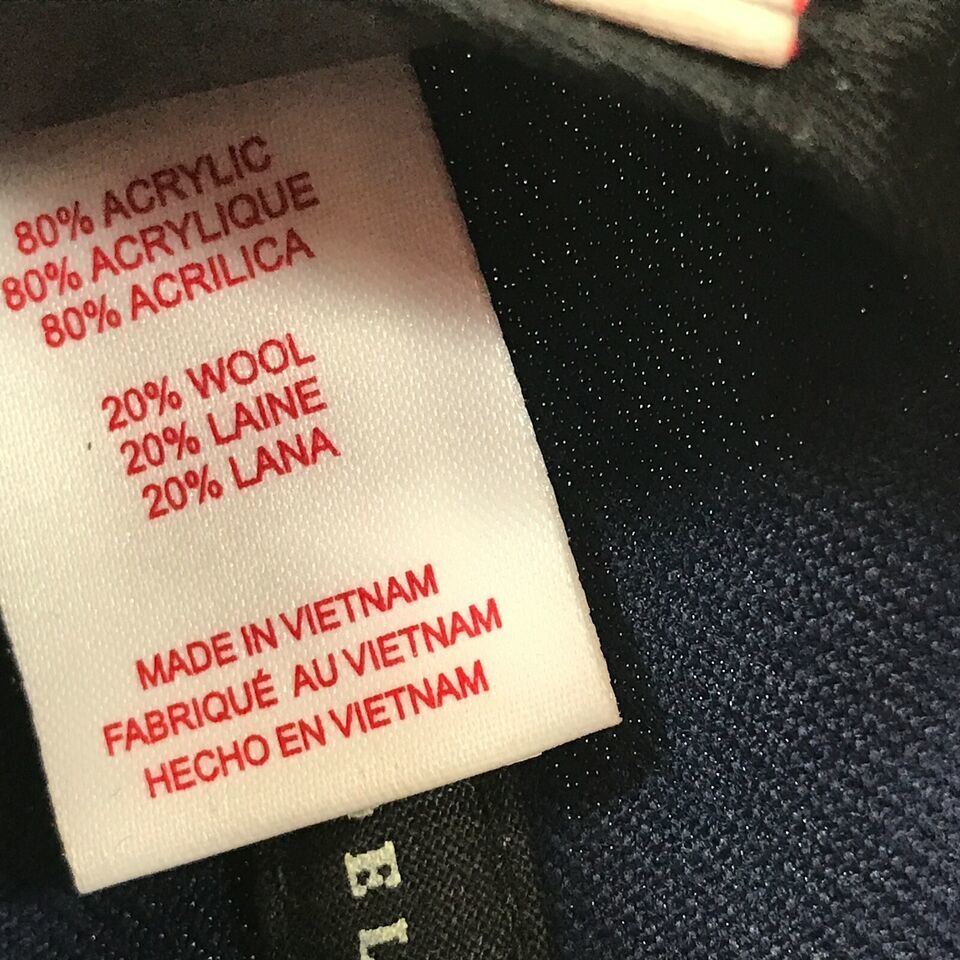 80% ACRYLIC
80% ACRYLIQUE
80% ACRILICA
20% WOOL
20% LAINE
20% LANA
MADE IN VIETNAM
FABRIQUÉ AU VIETNAM
HECHO EN VIETNAM